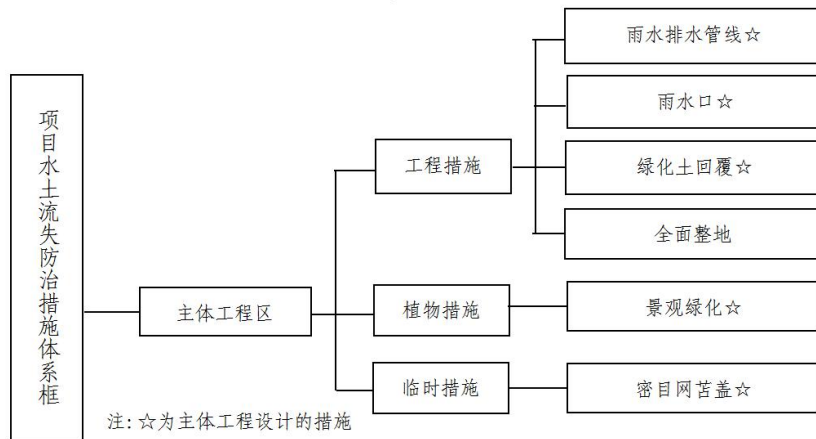 项目水土流失防治措施体系框
主体工程区
工程措施
雨水排水管线☆
雨水口☆
绿化土回覆☆
全面整地
植物措施
景观绿化☆
临时措施
密目网苫盖☆
注:☆为主体工程设计的措施